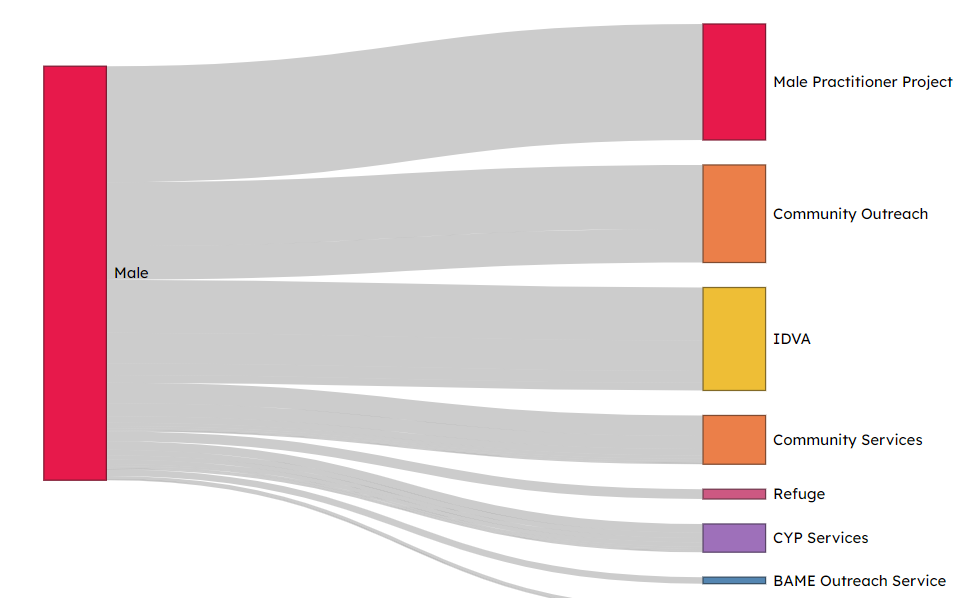 Male Practitioner Project
Community Outreach
Male
IDVA
Community Services
Refuge
CYP Services
BAME Outreach Service